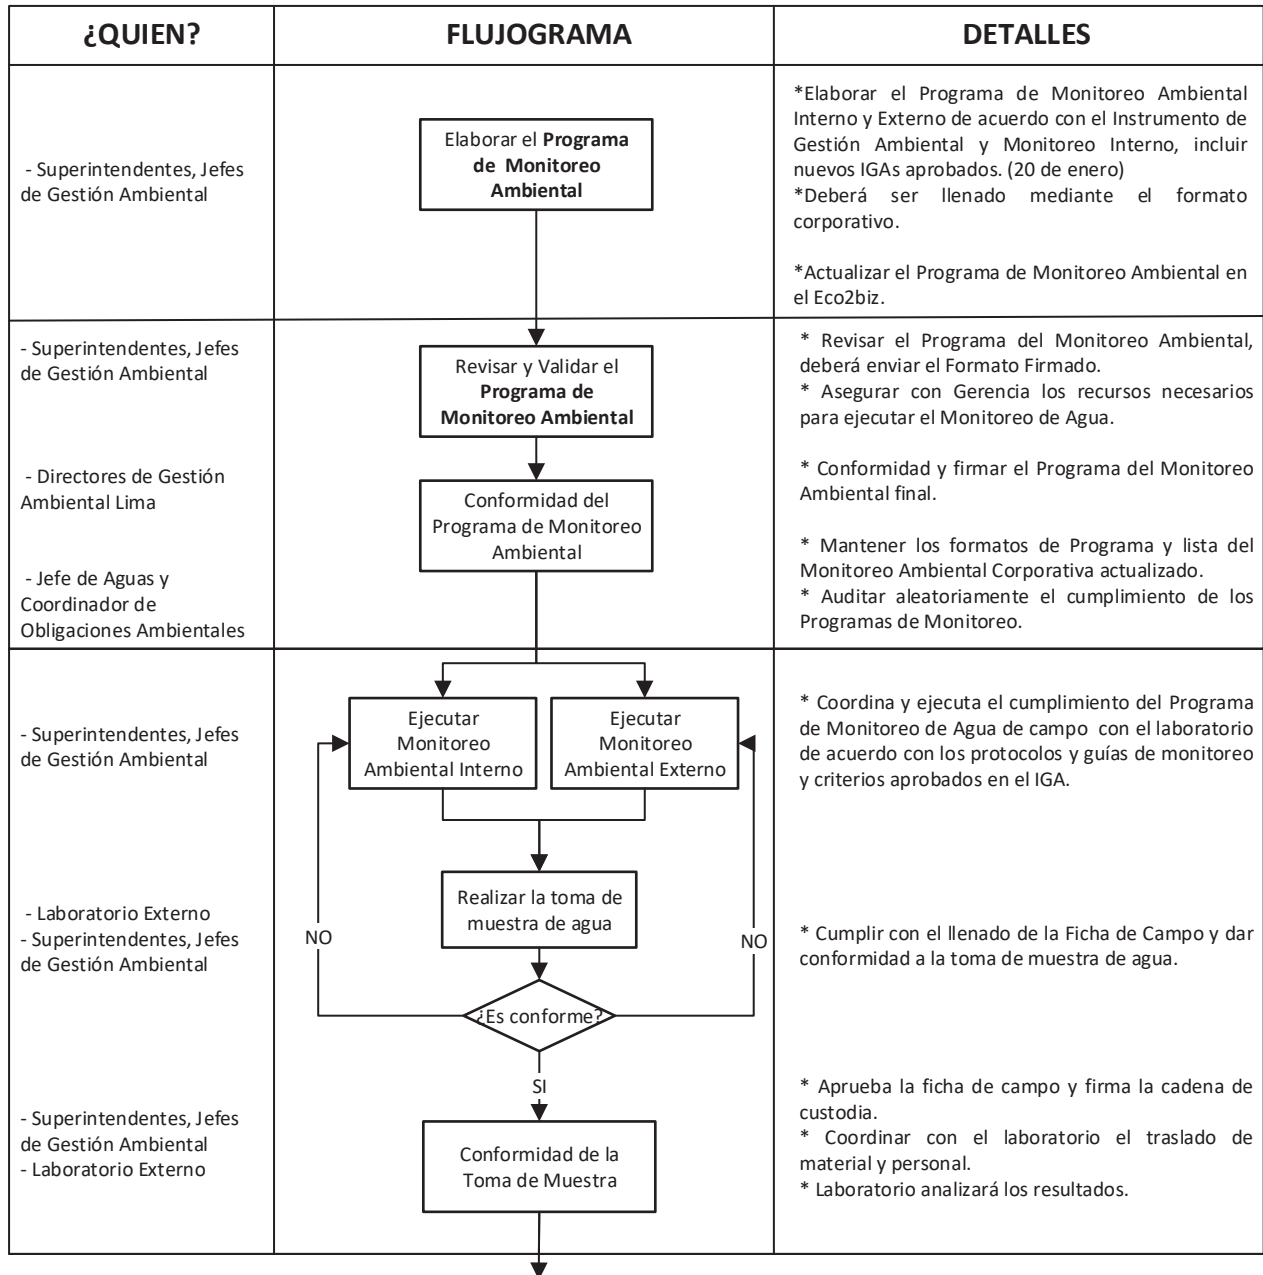 ¿QUIEN?
FLUJOGRAMA
DETALLES
- Superintendentes, Jefes
de Gestión Ambiental
Elaborar el Programa
de Monitoreo
Ambiental
*Elaborar el Programa de Monitoreo Ambiental
Interno y Externo de acuerdo con el Instrumento de
Gestión Ambiental y Monitoreo Interno, incluir
nuevos IGAs aprobados. (20 de enero)
*Deberá ser llenado mediante el formato
corporativo.
*Actualizar el Programa de Monitoreo Ambiental en
el Eco2biz.
- Superintendentes, Jefes
de Gestión Ambiental
Revisar y Validar el
Programa de
Monitoreo Ambiental
* Revisar el Programa del Monitoreo Ambiental,
deberá enviar el Formato Firmado.
* Asegurar con Gerencia los recursos necesarios
para ejecutar el Monitoreo de Agua.
- Directores de Gestión
Ambiental Lima
Conformidad del
Programa de Monitoreo
Ambiental
* Conformidad y firmar el Programa del Monitoreo
Ambiental final.
- Jefe de Aguas y
Coordinador de
Obligaciones Ambientales
* Mantener los formatos de Programa y lista del
Monitoreo Ambiental Corporativa actualizado.
* Auditar aleatoriamente el cumplimiento de los
Programas de Monitoreo.
- Superintendentes, Jefes
de Gestión Ambiental
Ejecutar
Monitoreo
Ambiental Interno
Ejecutar
Monitoreo
Ambiental Externo
* Coordina y ejecuta el cumplimiento del Programa
de Monitoreo de Agua de campo con el laboratorio
de acuerdo con los protocolos y guías de monitoreo
y criterios aprobados en el IGA.
- Laboratorio Externo
- Superintendentes, Jefes
de Gestión Ambiental
Realizar la toma de
muestra de agua
NO
NO
* Cumplir con el llenado de la Ficha de Campo y dar
conformidad a la toma de muestra de agua.
¿Es conforme?
SI
- Superintendentes, Jefes
de Gestión Ambiental
- Laboratorio Externo
Conformidad de la
Toma de Muestra
* Aprueba la ficha de campo y firma la cadena de
custodia.
* Coordinar con el laboratorio el traslado de
material y personal.
* Laboratorio analizará los resultados.